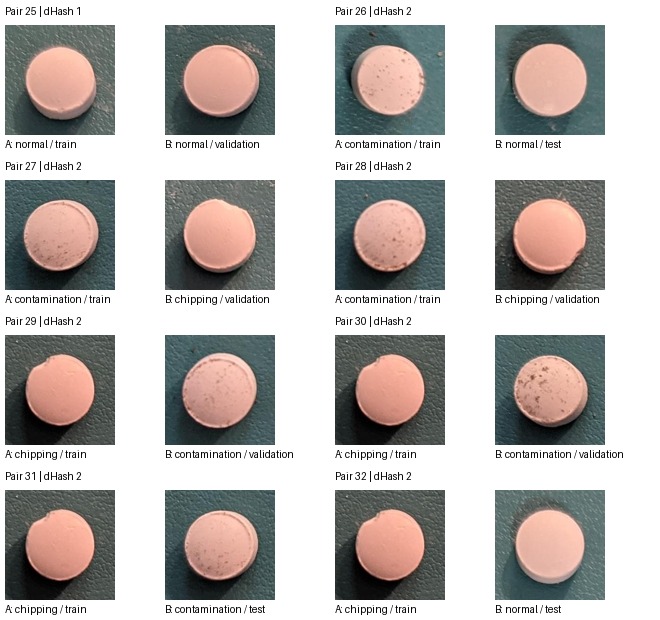 Pair 25 | dHash 1
Pair 26 | dHash 2
A: normal / train
B: normal / validation
A: contamination / train
B: normal / test
Pair 27 | dHash 2
Pair 28 | dHash 2
A: contamination / train
B: chipping / validation
A: contamination / train
B: chipping / validation
Pair 29 | dHash 2
Pair 30 | dHash 2
A: chipping / train
B: contamination / validation
A: chipping / train
B: contamination / validation
Pair 31 | dHash 2
Pair 32 | dHash 2
A: chipping / train
B: contamination / test
A: chipping / train
B: normal / test